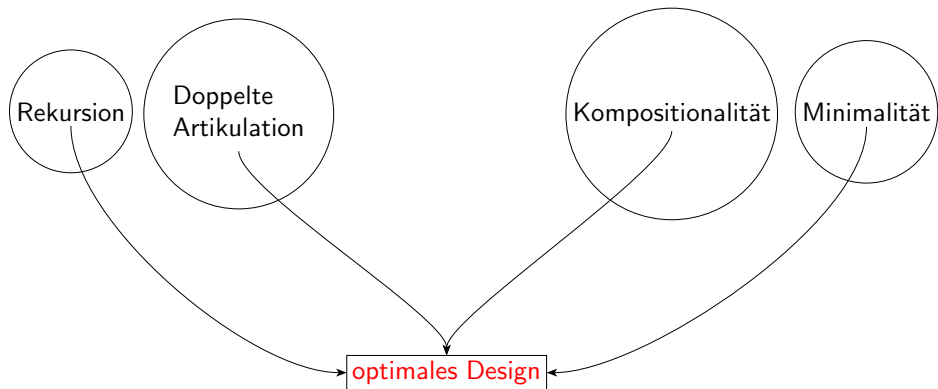 Rekursion
Doppelte
Artikulation
Kompositionalität
Minimalität
optimales Design